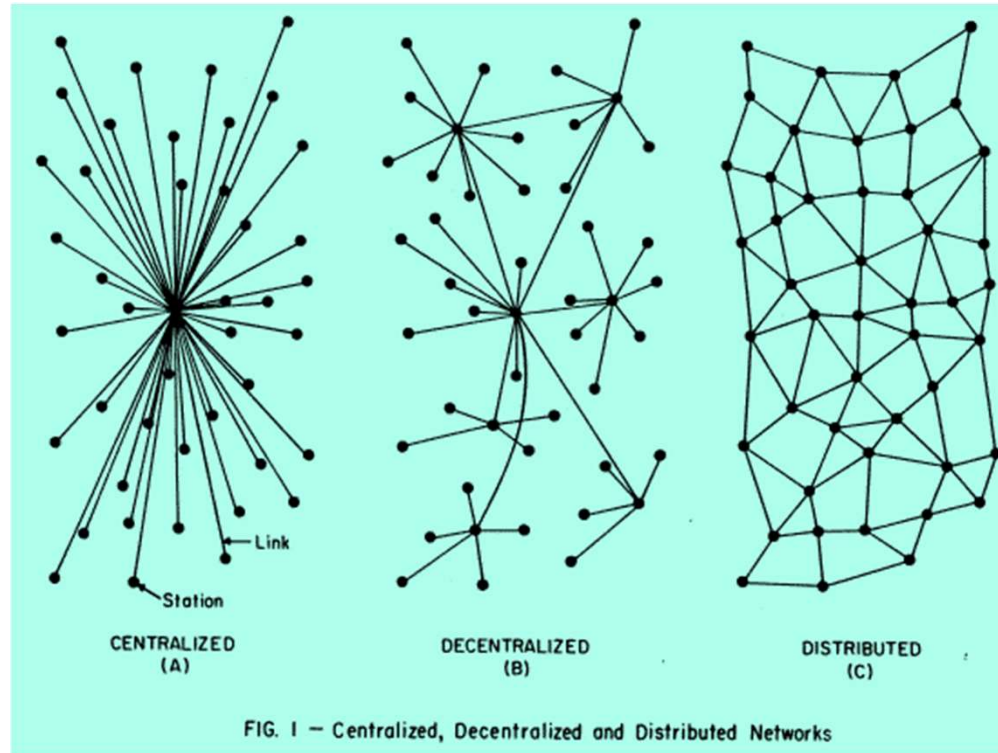 Link
Station
CENTRALIZED
(A)
DECENTRALIZED
(B)
DISTRIBUTED
(C)
FIG. I — Centralized, Decentralized and Distributed Networks